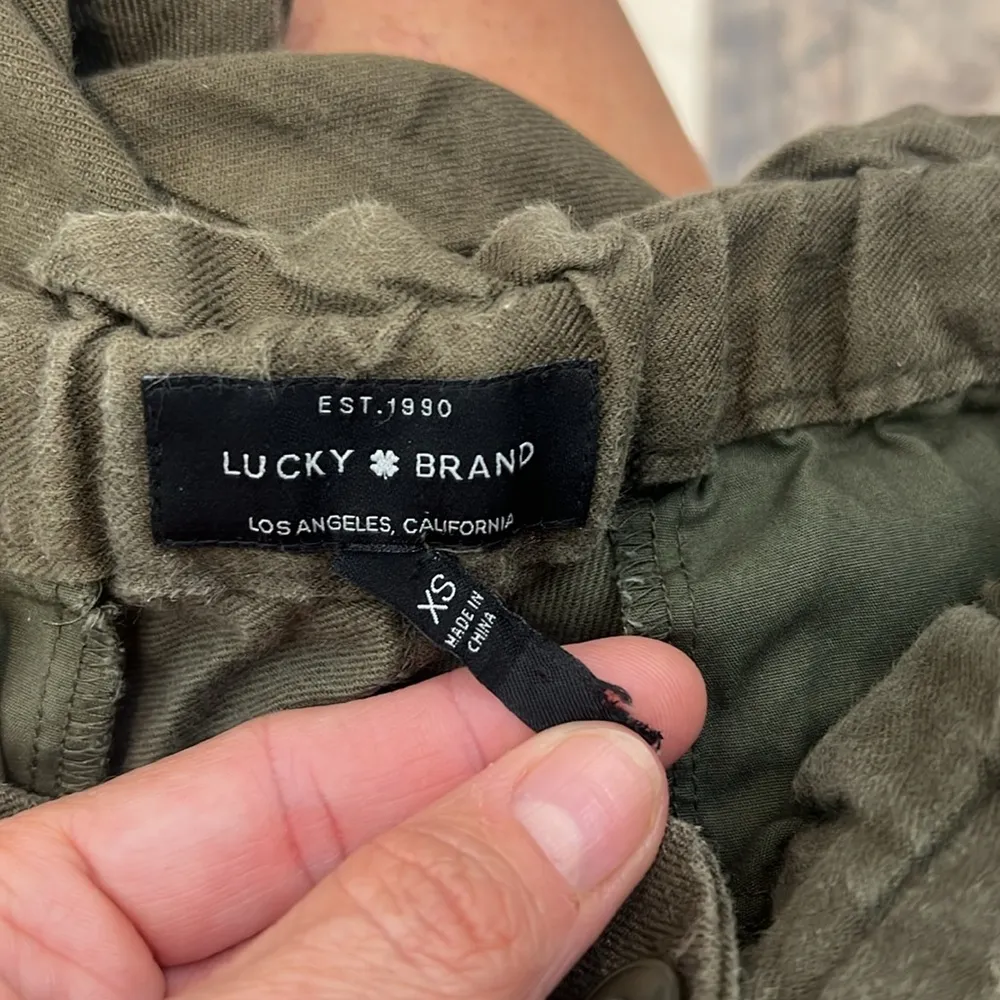 EST.1990
LUCKY BRAND
LOS ANGELES, CALIFORNIA
XS
MADE IN
CHINA